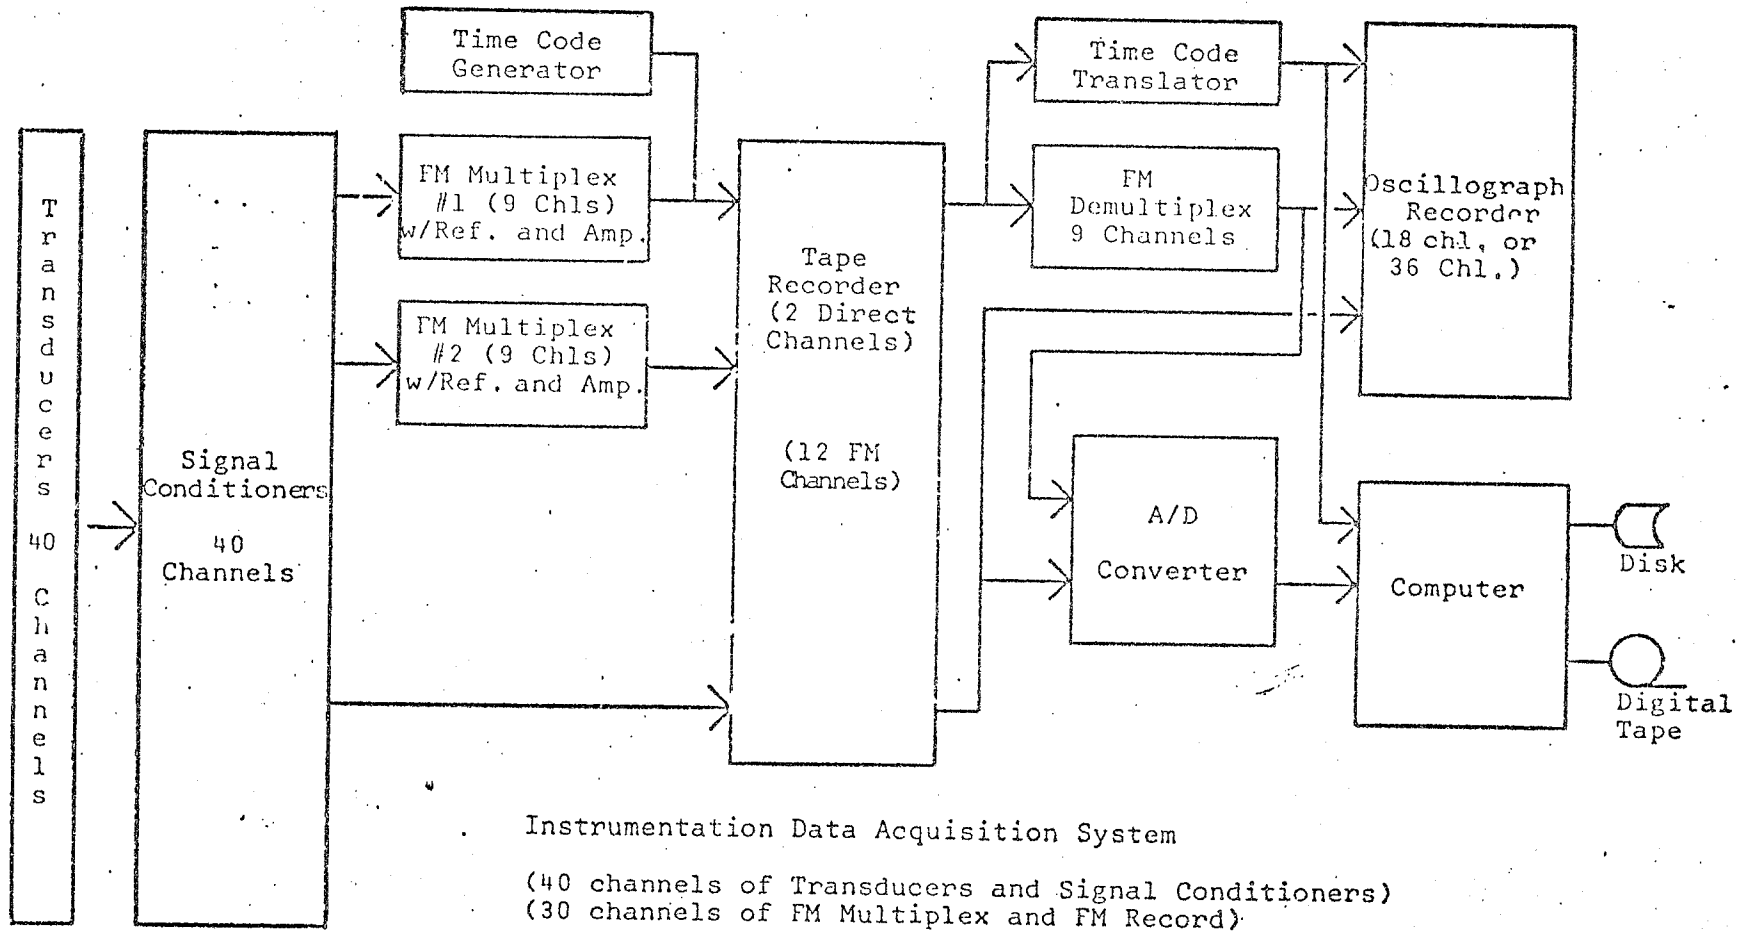 Transducers 40 Channels
Signal
Conditioners
40
Channels
Time Code
Generator
FM Multiplex
#1 (9 Chls)
w/Ref. and Amp.
FM Multiplex
#2 (9 Chls)
w/Ref. and Amp.
Tape
Recorder
(2 Direct
Channels)
(12 FM
Channels)
Time Code
Translator
FM
Demultiplex
9 Channels
Oscillograph
Recorder
(18 chl, or
36 Chl.)
A/D
Converter
Computer
Disk
Digital
Tape
Instrumentation Data Acquisition System
(40 channels of Transducers and Signal Conditioners)
(30 channels of FM Multiplex and FM Record)